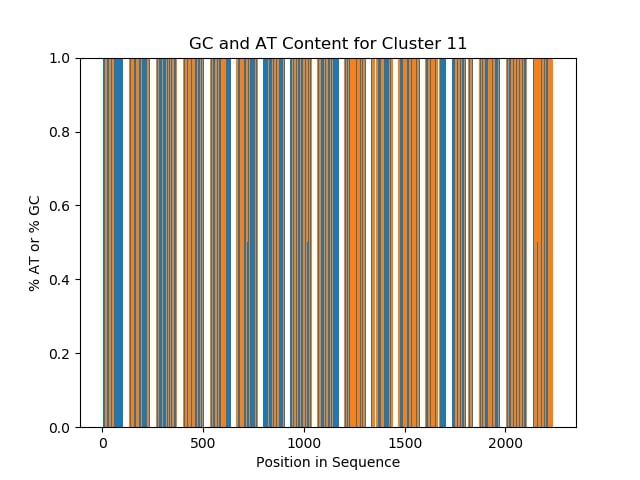 GC and AT Content for Cluster 11
1.0
0.8
0.6
0.4
0.2
0.0
% AT or % GC
0 500 1000 1500 2000
Position in Sequence